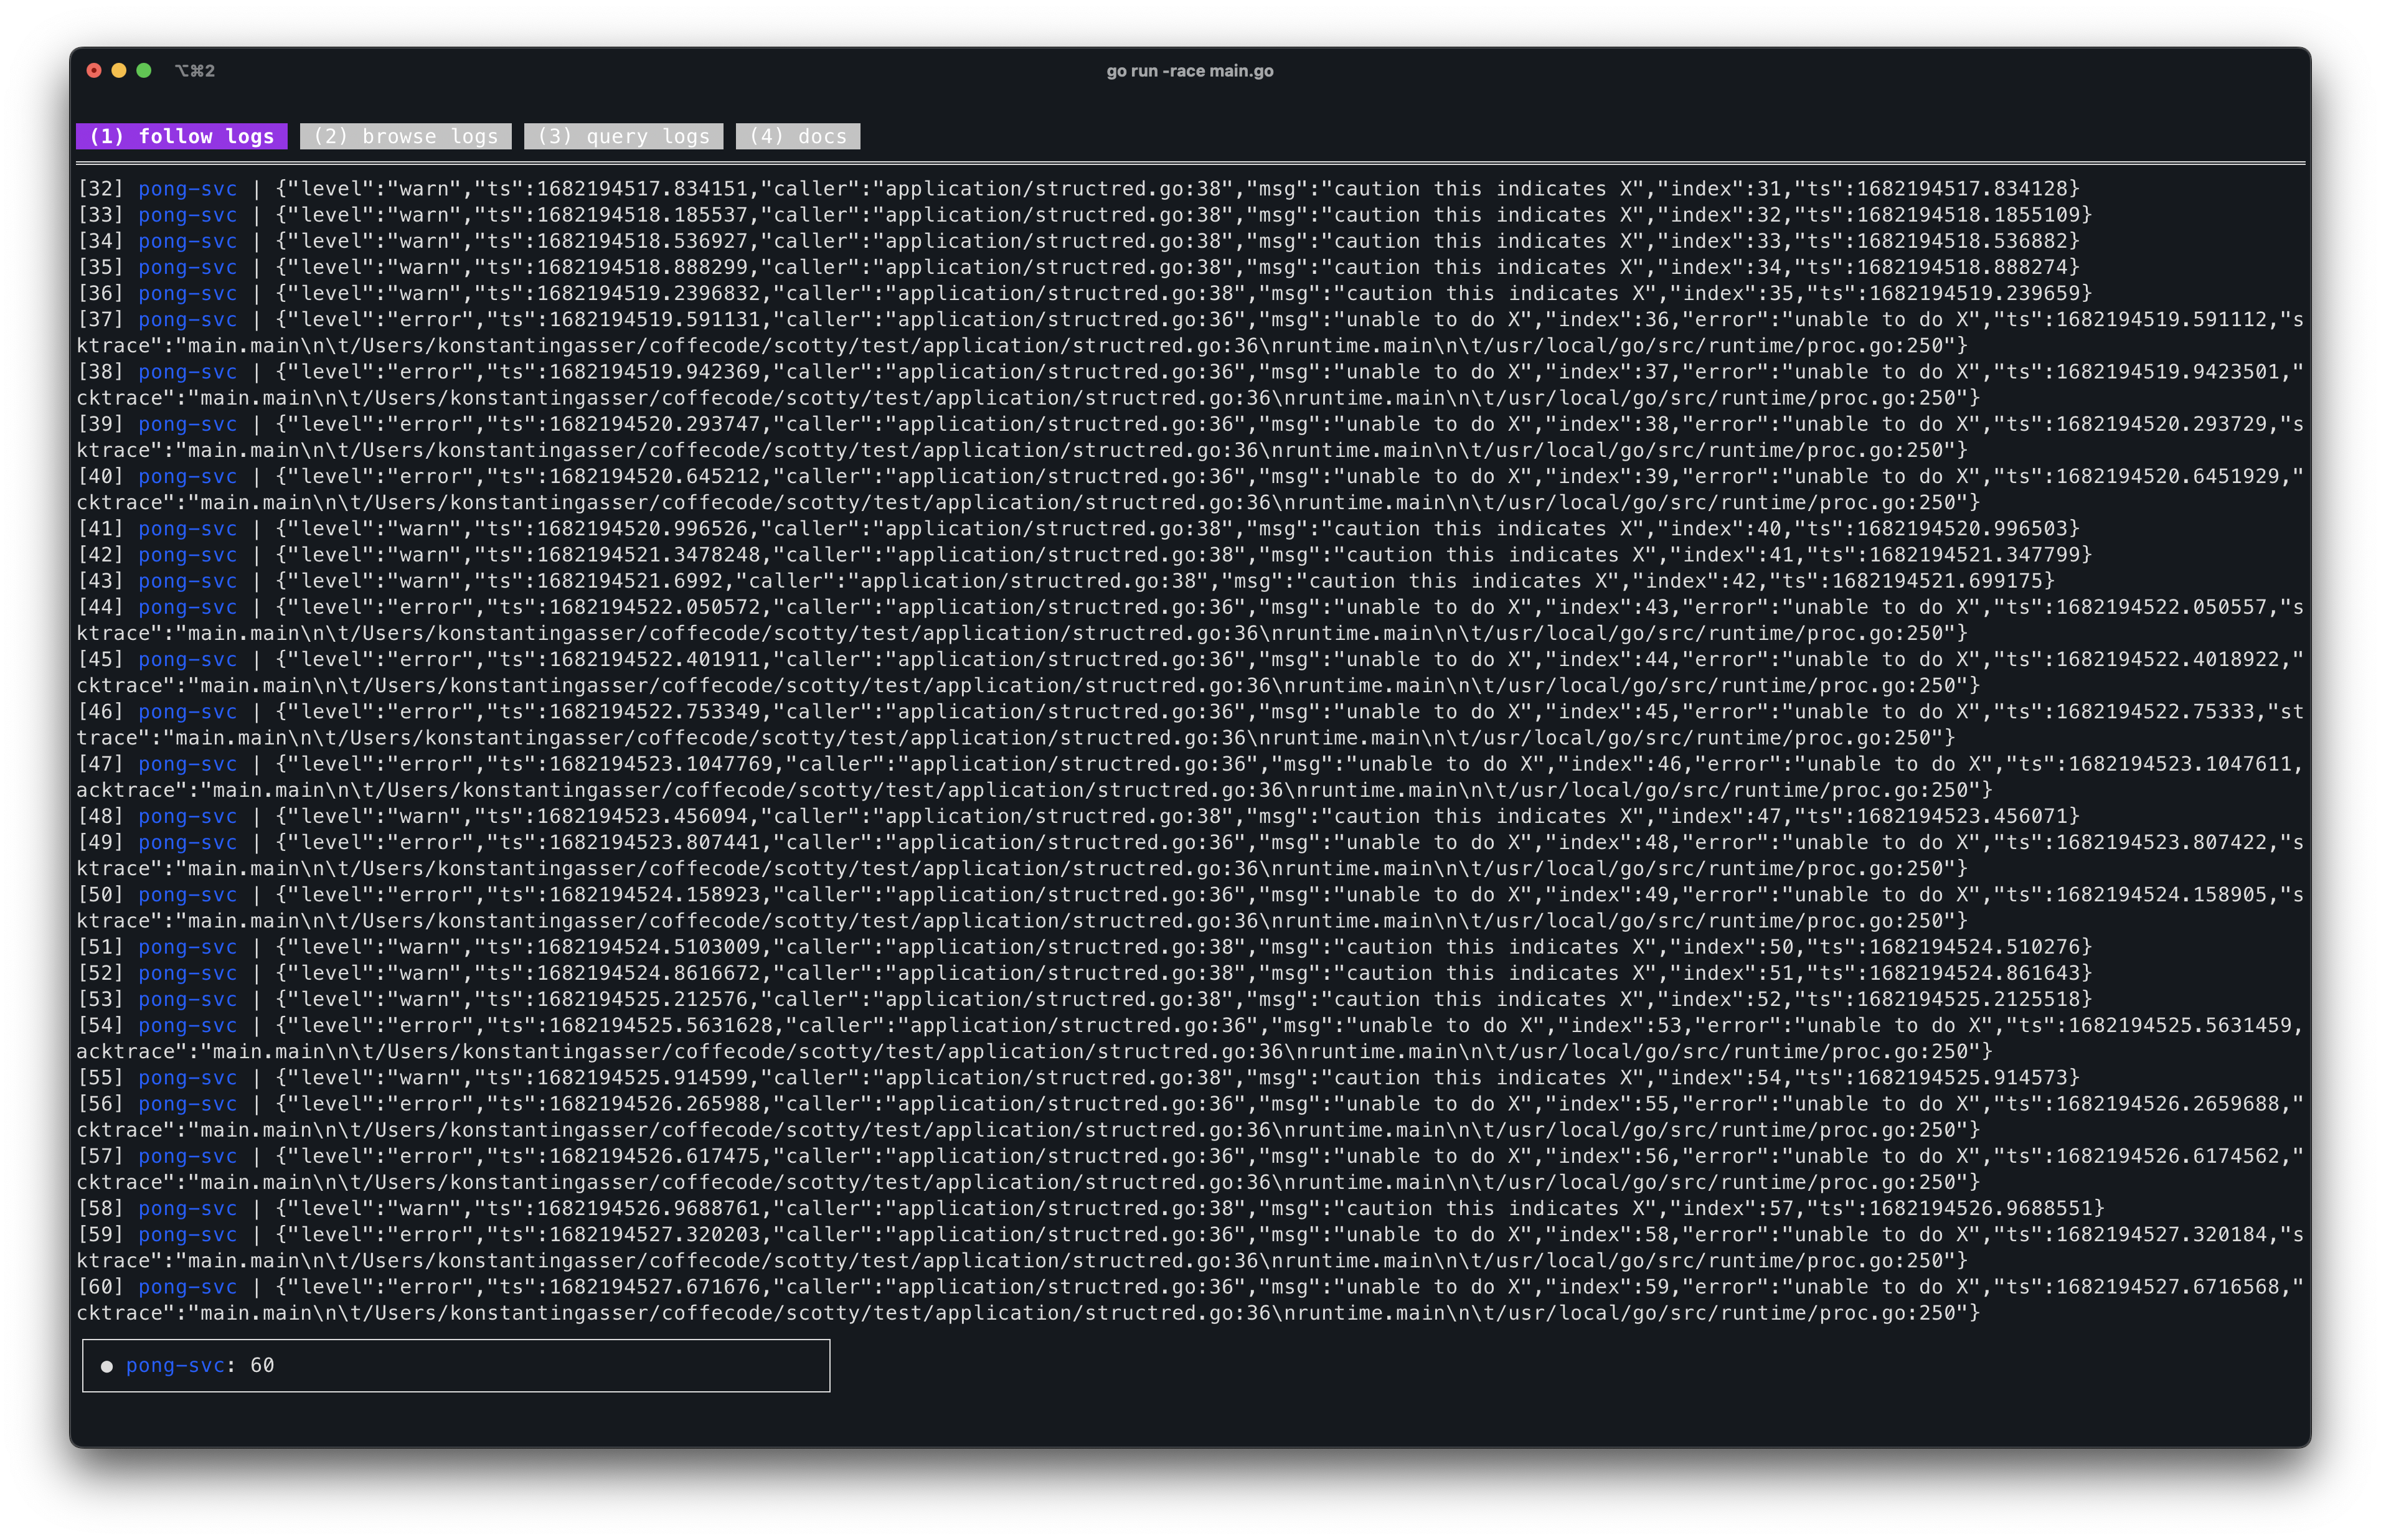 ⌥⌘2
go run -race main.go
(1) follow logs (2) browse logs (3) query logs (4) docs
[32] pong-svc | {"level":"warn","ts":1682194517.834151,"caller":"application/structred.go:38","msg":"caution this indicates X","index":31,"ts":1682194517.834128}
[33] pong-svc | {"level":"warn","ts":1682194518.185537,"caller":"application/structred.go:38","msg":"caution this indicates X","index":32,"ts":1682194518.1855109}
[34] pong-svc | {"level":"warn","ts":1682194518.536927,"caller":"application/structred.go:38","msg":"caution this indicates X","index":33,"ts":1682194518.536882}
[35] pong-svc | {"level":"warn","ts":1682194518.888299,"caller":"application/structred.go:38","msg":"caution this indicates X","index":34,"ts":1682194518.888274}
[36] pong-svc | {"level":"warn","ts":1682194519.2396832,"caller":"application/structred.go:38","msg":"caution this indicates X","index":35,"ts":1682194519.239659}
[37] pong-svc | {"level":"error","ts":1682194519.591131,"caller":"application/structred.go:36","msg":"unable to do X","index":36,"error":"unable to do X","ts":1682194519.591112,"s
ktrace":"main.main\n\t/Users/konstantingasser/coffecode/scotty/test/application/structred.go:36\nruntime.main\n\t/usr/local/go/src/runtime/proc.go:250"}
[38] pong-svc | {"level":"error","ts":1682194519.942369,"caller":"application/structred.go:36","msg":"unable to do X","index":37,"error":"unable to do X","ts":1682194519.9423501,"
cktrace":"main.main\n\t/Users/konstantingasser/coffecode/scotty/test/application/structred.go:36\nruntime.main\n\t/usr/local/go/src/runtime/proc.go:250"}
[39] pong-svc | {"level":"error","ts":1682194520.293747,"caller":"application/structred.go:36","msg":"unable to do X","index":38,"error":"unable to do X","ts":1682194520.293729,"s
ktrace":"main.main\n\t/Users/konstantingasser/coffecode/scotty/test/application/structred.go:36\nruntime.main\n\t/usr/local/go/src/runtime/proc.go:250"}
[40] pong-svc | {"level":"error","ts":1682194520.645212,"caller":"application/structred.go:36","msg":"unable to do X","index":39,"error":"unable to do X","ts":1682194520.6451929,"
cktrace":"main.main\n\t/Users/konstantingasser/coffecode/scotty/test/application/structred.go:36\nruntime.main\n\t/usr/local/go/src/runtime/proc.go:250"}
[41] pong-svc | {"level":"warn","ts":1682194520.996526,"caller":"application/structred.go:38","msg":"caution this indicates X","index":40,"ts":1682194520.996503}
[42] pong-svc | {"level":"warn","ts":1682194521.3478248,"caller":"application/structred.go:38","msg":"caution this indicates X","index":41,"ts":1682194521.347799}
[43] pong-svc | {"level":"warn","ts":1682194521.6992,"caller":"application/structred.go:38","msg":"caution this indicates X","index":42,"ts":1682194521.699175}
[44] pong-svc | {"level":"error","ts":1682194522.050572,"caller":"application/structred.go:36","msg":"unable to do X","index":43,"error":"unable to do X","ts":1682194522.050557,"s
ktrace":"main.main\n\t/Users/konstantingasser/coffecode/scotty/test/application/structred.go:36\nruntime.main\n\t/usr/local/go/src/runtime/proc.go:250"}
[45] pong-svc | {"level":"error","ts":1682194522.401911,"caller":"application/structred.go:36","msg":"unable to do X","index":44,"error":"unable to do X","ts":1682194522.4018922,"
cktrace":"main.main\n\t/Users/konstantingasser/coffecode/scotty/test/application/structred.go:36\nruntime.main\n\t/usr/local/go/src/runtime/proc.go:250"}
[46] pong-svc | {"level":"error","ts":1682194522.753349,"caller":"application/structred.go:36","msg":"unable to do X","index":45,"error":"unable to do X","ts":1682194522.75333,"st
trace":"main.main\n\t/Users/konstantingasser/coffecode/scotty/test/application/structred.go:36\nruntime.main\n\t/usr/local/go/src/runtime/proc.go:250"}
[47] pong-svc | {"level":"error","ts":1682194523.1047769,"caller":"application/structred.go:36","msg":"unable to do X","index":46,"error":"unable to do X","ts":1682194523.1047611,
acktrace":"main.main\n\t/Users/konstantingasser/coffecode/scotty/test/application/structred.go:36\nruntime.main\n\t/usr/local/go/src/runtime/proc.go:250"}
[48] pong-svc | {"level":"warn","ts":1682194523.456094,"caller":"application/structred.go:38","msg":"caution this indicates X","index":47,"ts":1682194523.456071}
[49] pong-svc | {"level":"error","ts":1682194523.807441,"caller":"application/structred.go:36","msg":"unable to do X","index":48,"error":"unable to do X","ts":1682194523.807422,"s
ktrace":"main.main\n\t/Users/konstantingasser/coffecode/scotty/test/application/structred.go:36\nruntime.main\n\t/usr/local/go/src/runtime/proc.go:250"}
[50] pong-svc | {"level":"error","ts":1682194524.158923,"caller":"application/structred.go:36","msg":"unable to do X","index":49,"error":"unable to do X","ts":1682194524.158905,"s
ktrace":"main.main\n\t/Users/konstantingasser/coffecode/scotty/test/application/structred.go:36\nruntime.main\n\t/usr/local/go/src/runtime/proc.go:250"}
[51] pong-svc | {"level":"warn","ts":1682194524.5103009,"caller":"application/structred.go:38","msg":"caution this indicates X","index":50,"ts":1682194524.510276}
[52] pong-svc | {"level":"warn","ts":1682194524.8616672,"caller":"application/structred.go:38","msg":"caution this indicates X","index":51,"ts":1682194524.861643}
[53] pong-svc | {"level":"warn","ts":1682194525.212576,"caller":"application/structred.go:38","msg":"caution this indicates X","index":52,"ts":1682194525.2125518}
[54] pong-svc | {"level":"error","ts":1682194525.5631628,"caller":"application/structred.go:36","msg":"unable to do X","index":53,"error":"unable to do X","ts":1682194525.5631459,
acktrace":"main.main\n\t/Users/konstantingasser/coffecode/scotty/test/application/structred.go:36\nruntime.main\n\t/usr/local/go/src/runtime/proc.go:250"}
[55] pong-svc | {"level":"warn","ts":1682194525.914599,"caller":"application/structred.go:38","msg":"caution this indicates X","index":54,"ts":1682194525.914573}
[56] pong-svc | {"level":"error","ts":1682194526.265988,"caller":"application/structred.go:36","msg":"unable to do X","index":55,"error":"unable to do X","ts":1682194526.2659688,"
cktrace":"main.main\n\t/Users/konstantingasser/coffecode/scotty/test/application/structred.go:36\nruntime.main\n\t/usr/local/go/src/runtime/proc.go:250"}
[57] pong-svc | {"level":"error","ts":1682194526.617475,"caller":"application/structred.go:36","msg":"unable to do X","index":56,"error":"unable to do X","ts":1682194526.6174562,"
cktrace":"main.main\n\t/Users/konstantingasser/coffecode/scotty/test/application/structred.go:36\nruntime.main\n\t/usr/local/go/src/runtime/proc.go:250"}
[58] pong-svc | {"level":"warn","ts":1682194526.9688761,"caller":"application/structred.go:38","msg":"caution this indicates X","index":57,"ts":1682194526.9688551}
[59] pong-svc | {"level":"error","ts":1682194527.320203,"caller":"application/structred.go:36","msg":"unable to do X","index":58,"error":"unable to do X","ts":1682194527.320184,"s
ktrace":"main.main\n\t/Users/konstantingasser/coffecode/scotty/test/application/structred.go:36\nruntime.main\n\t/usr/local/go/src/runtime/proc.go:250"}
[60] pong-svc | {"level":"error","ts":1682194527.671676,"caller":"application/structred.go:36","msg":"unable to do X","index":59,"error":"unable to do X","ts":1682194527.6716568,"
cktrace":"main.main\n\t/Users/konstantingasser/coffecode/scotty/test/application/structred.go:36\nruntime.main\n\t/usr/local/go/src/runtime/proc.go:250"}
● pong-svc: 60